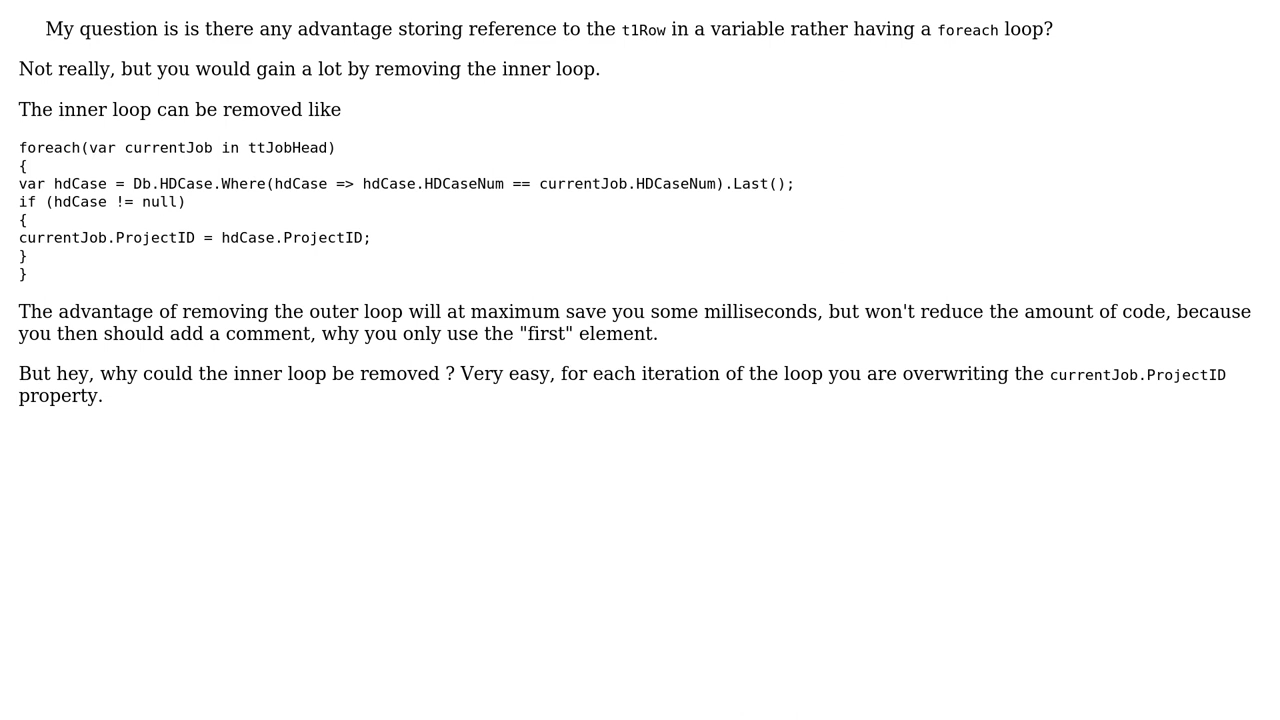 My question is is there any advantage storing reference to the t1Row in a variable rather having a foreach loop?
Not really, but you would gain a lot by removing the inner loop.
The inner loop can be removed like
foreach(var currentJob in ttJobHead)
{
var hdCase = Db.HDCase.Where(hdCase => hdCase.HDCaseNum == currentJob.HDCaseNum).Last();
if (hdCase != null)
{
currentJob.ProjectID = hdCase.ProjectID;
}
}
The advantage of removing the outer loop will at maximum save you some milliseconds, but won't reduce the amount of code, because
you then should add a comment, why you only use the "first" element.
But hey, why could the inner loop be removed ? Very easy, for each iteration of the loop you are overwriting the currentJob.ProjectID
property.